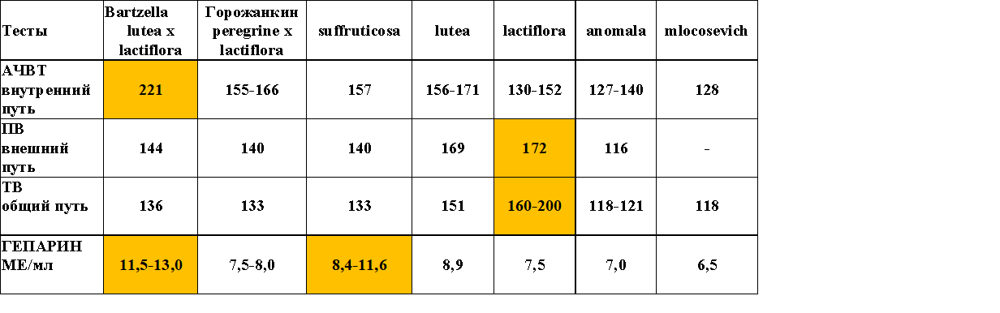 Тесты
Bartzella lutea x lactiflora
Горожанкин peregrine x lactiflora
suffruticosa
lutea
lactiflora
anomala
mlocosevich
АЧВТ внутренний путь
221
155-166
157
156-171
130-152
127-140
128
ПВ внешний путь
144
140
140
169
172
116
-
ТВ общий путь
136
133
133
151
160-200
118-121
118
ГЕПАРИН МЕ/мл
11,5-13,0
7,5-8,0
8,4-11,6
8,9
7,5
7,0
6,5